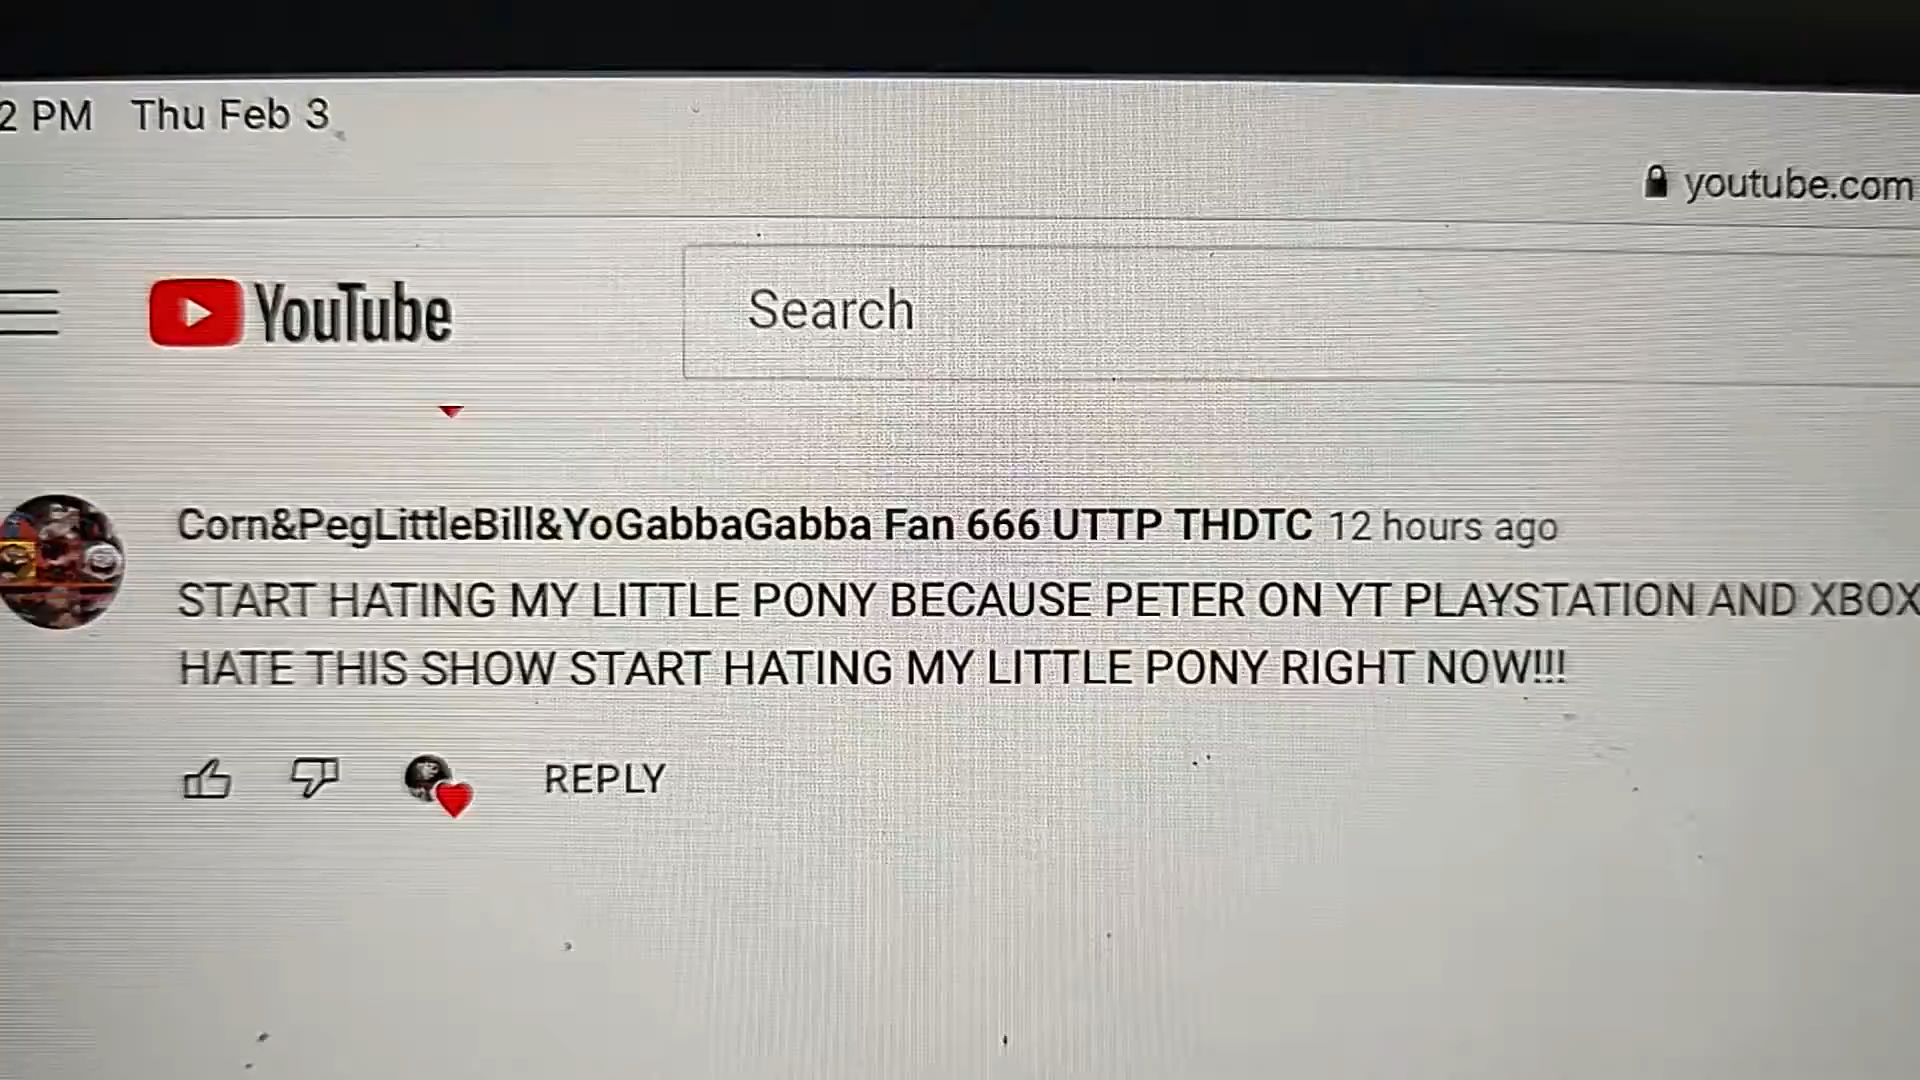 2 PM Thu Feb 3
youtube.com
YouTube
Search
Corn&PegLittleBill&YoGabbaGabba Fan 666 UTTP THDTC 12 hours ago
START HATING MY LITTLE PONY BECAUSE PETER ON YT PLAYSTATION AND XBOX
HATE THIS SHOW START HATING MY LITTLE PONY RIGHT NOW!!!
REPLY